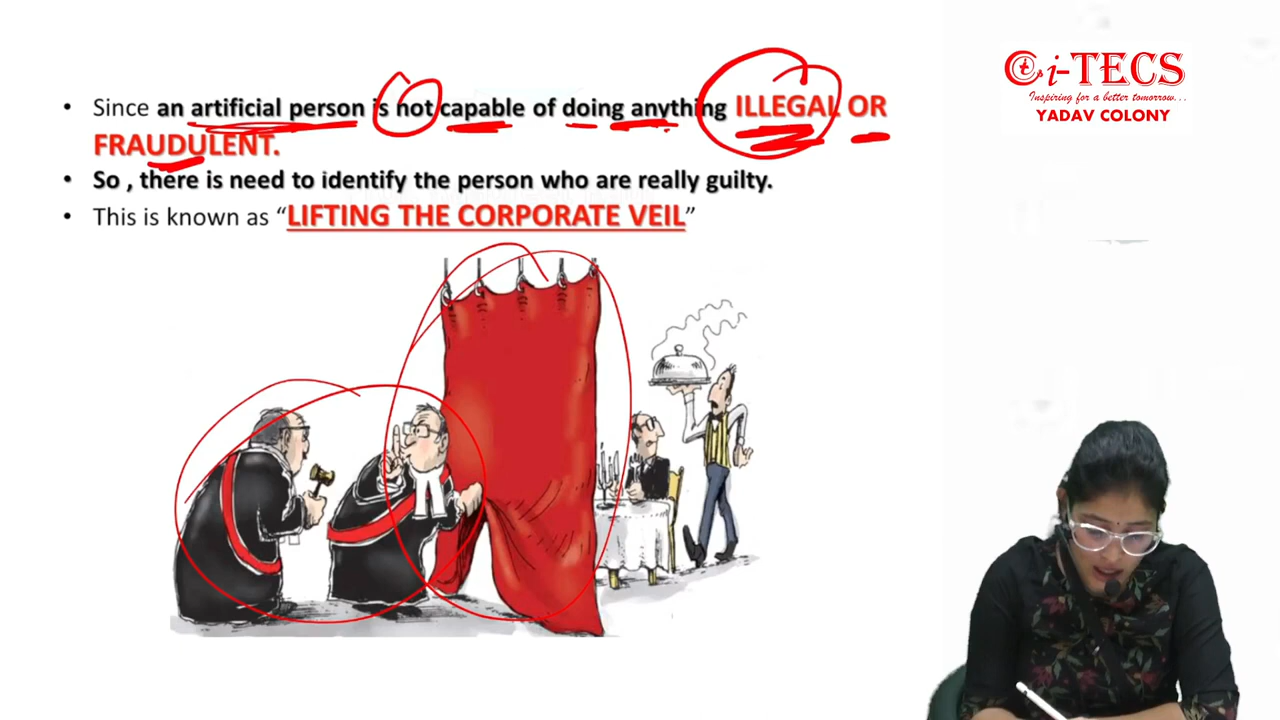 • Since an artificial person is not capable of doing anything ILLEGAL OR
FRAUDULENT.
• So , there is need to identify the person who are really guilty.
• This is known as “LIFTING THE CORPORATE VEIL”
i-TECS
Inspiring for a better tomorrow...
YADAV COLONY